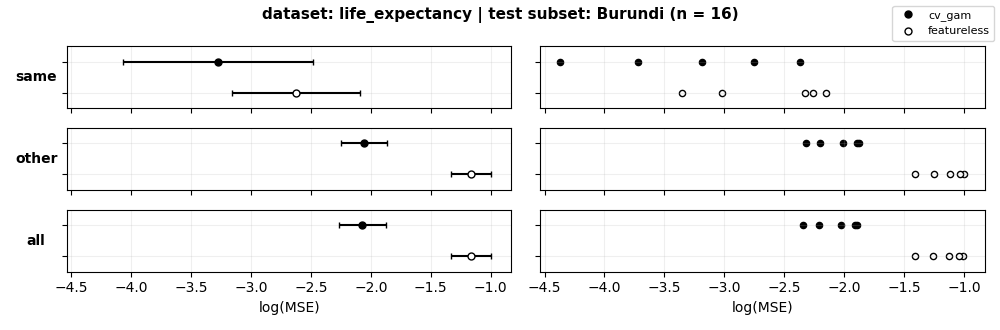 dataset: life_expectancy | test subset: Burundi (n = 16)
cv_gam
featureless
same
other
all
−4.5 −4.0 −3.5 −3.0 −2.5 −2.0 −1.5 −1.0
−4.5 −4.0 −3.5 −3.0 −2.5 −2.0 −1.5 −1.0
log(MSE)
log(MSE)